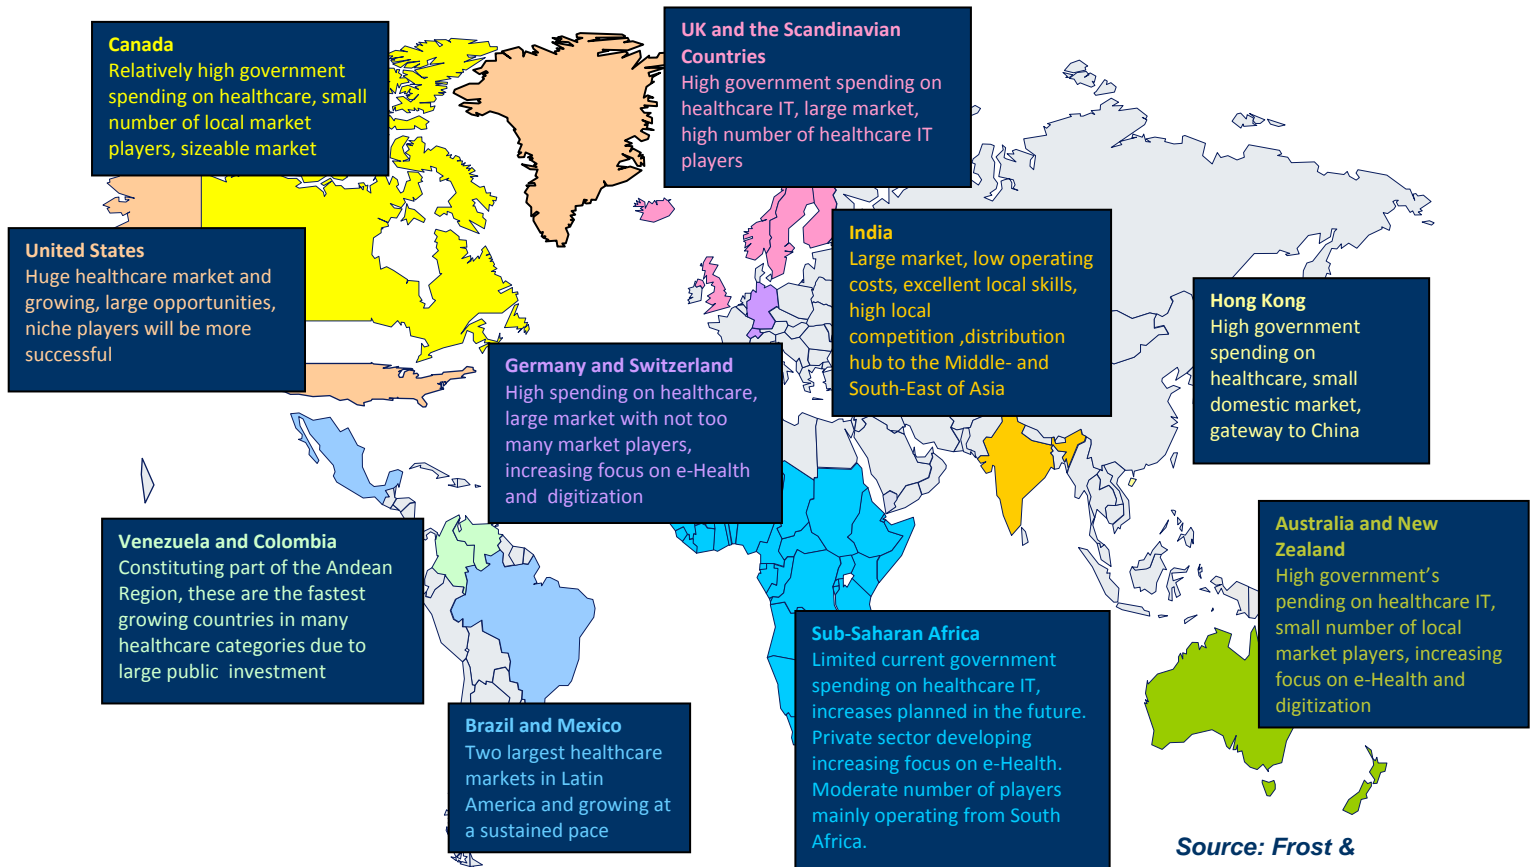 Canada
Relatively high government
spending on healthcare, small
number of local market
players, sizeable market
UK and the Scandinavian
Countries
High government spending on
healthcare IT, large market,
high number of healthcare IT
players
United States
Huge healthcare market and
growing, large opportunities,
niche players will be more
successful
India
Large market, low operating
costs, excellent local skills,
high local
competition ,distribution
hub to the Middle- and
South-East of Asia
Hong Kong
High government
spending on
healthcare, small
domestic market,
gateway to China
Germany and Switzerland
High spending on healthcare,
large market with not too
many market players,
increasing focus on e-Health
and digitization
Venezuela and Colombia
Constituting part of the Andean
Region, these are the fastest
growing countries in many
healthcare categories due to
large public investment
Australia and New
Zealand
High government’s
pending on healthcare IT,
small number of local
market players, increasing
focus on e-Health and
digitization
Sub-Saharan Africa
Limited current government
spending on healthcare IT,
increases planned in the future.
Private sector developing
increasing focus on e-Health.
Moderate number of players
mainly operating from South
Africa.
Brazil and Mexico
Two largest healthcare
markets in Latin
America and growing at
a sustained pace
Source: Frost &